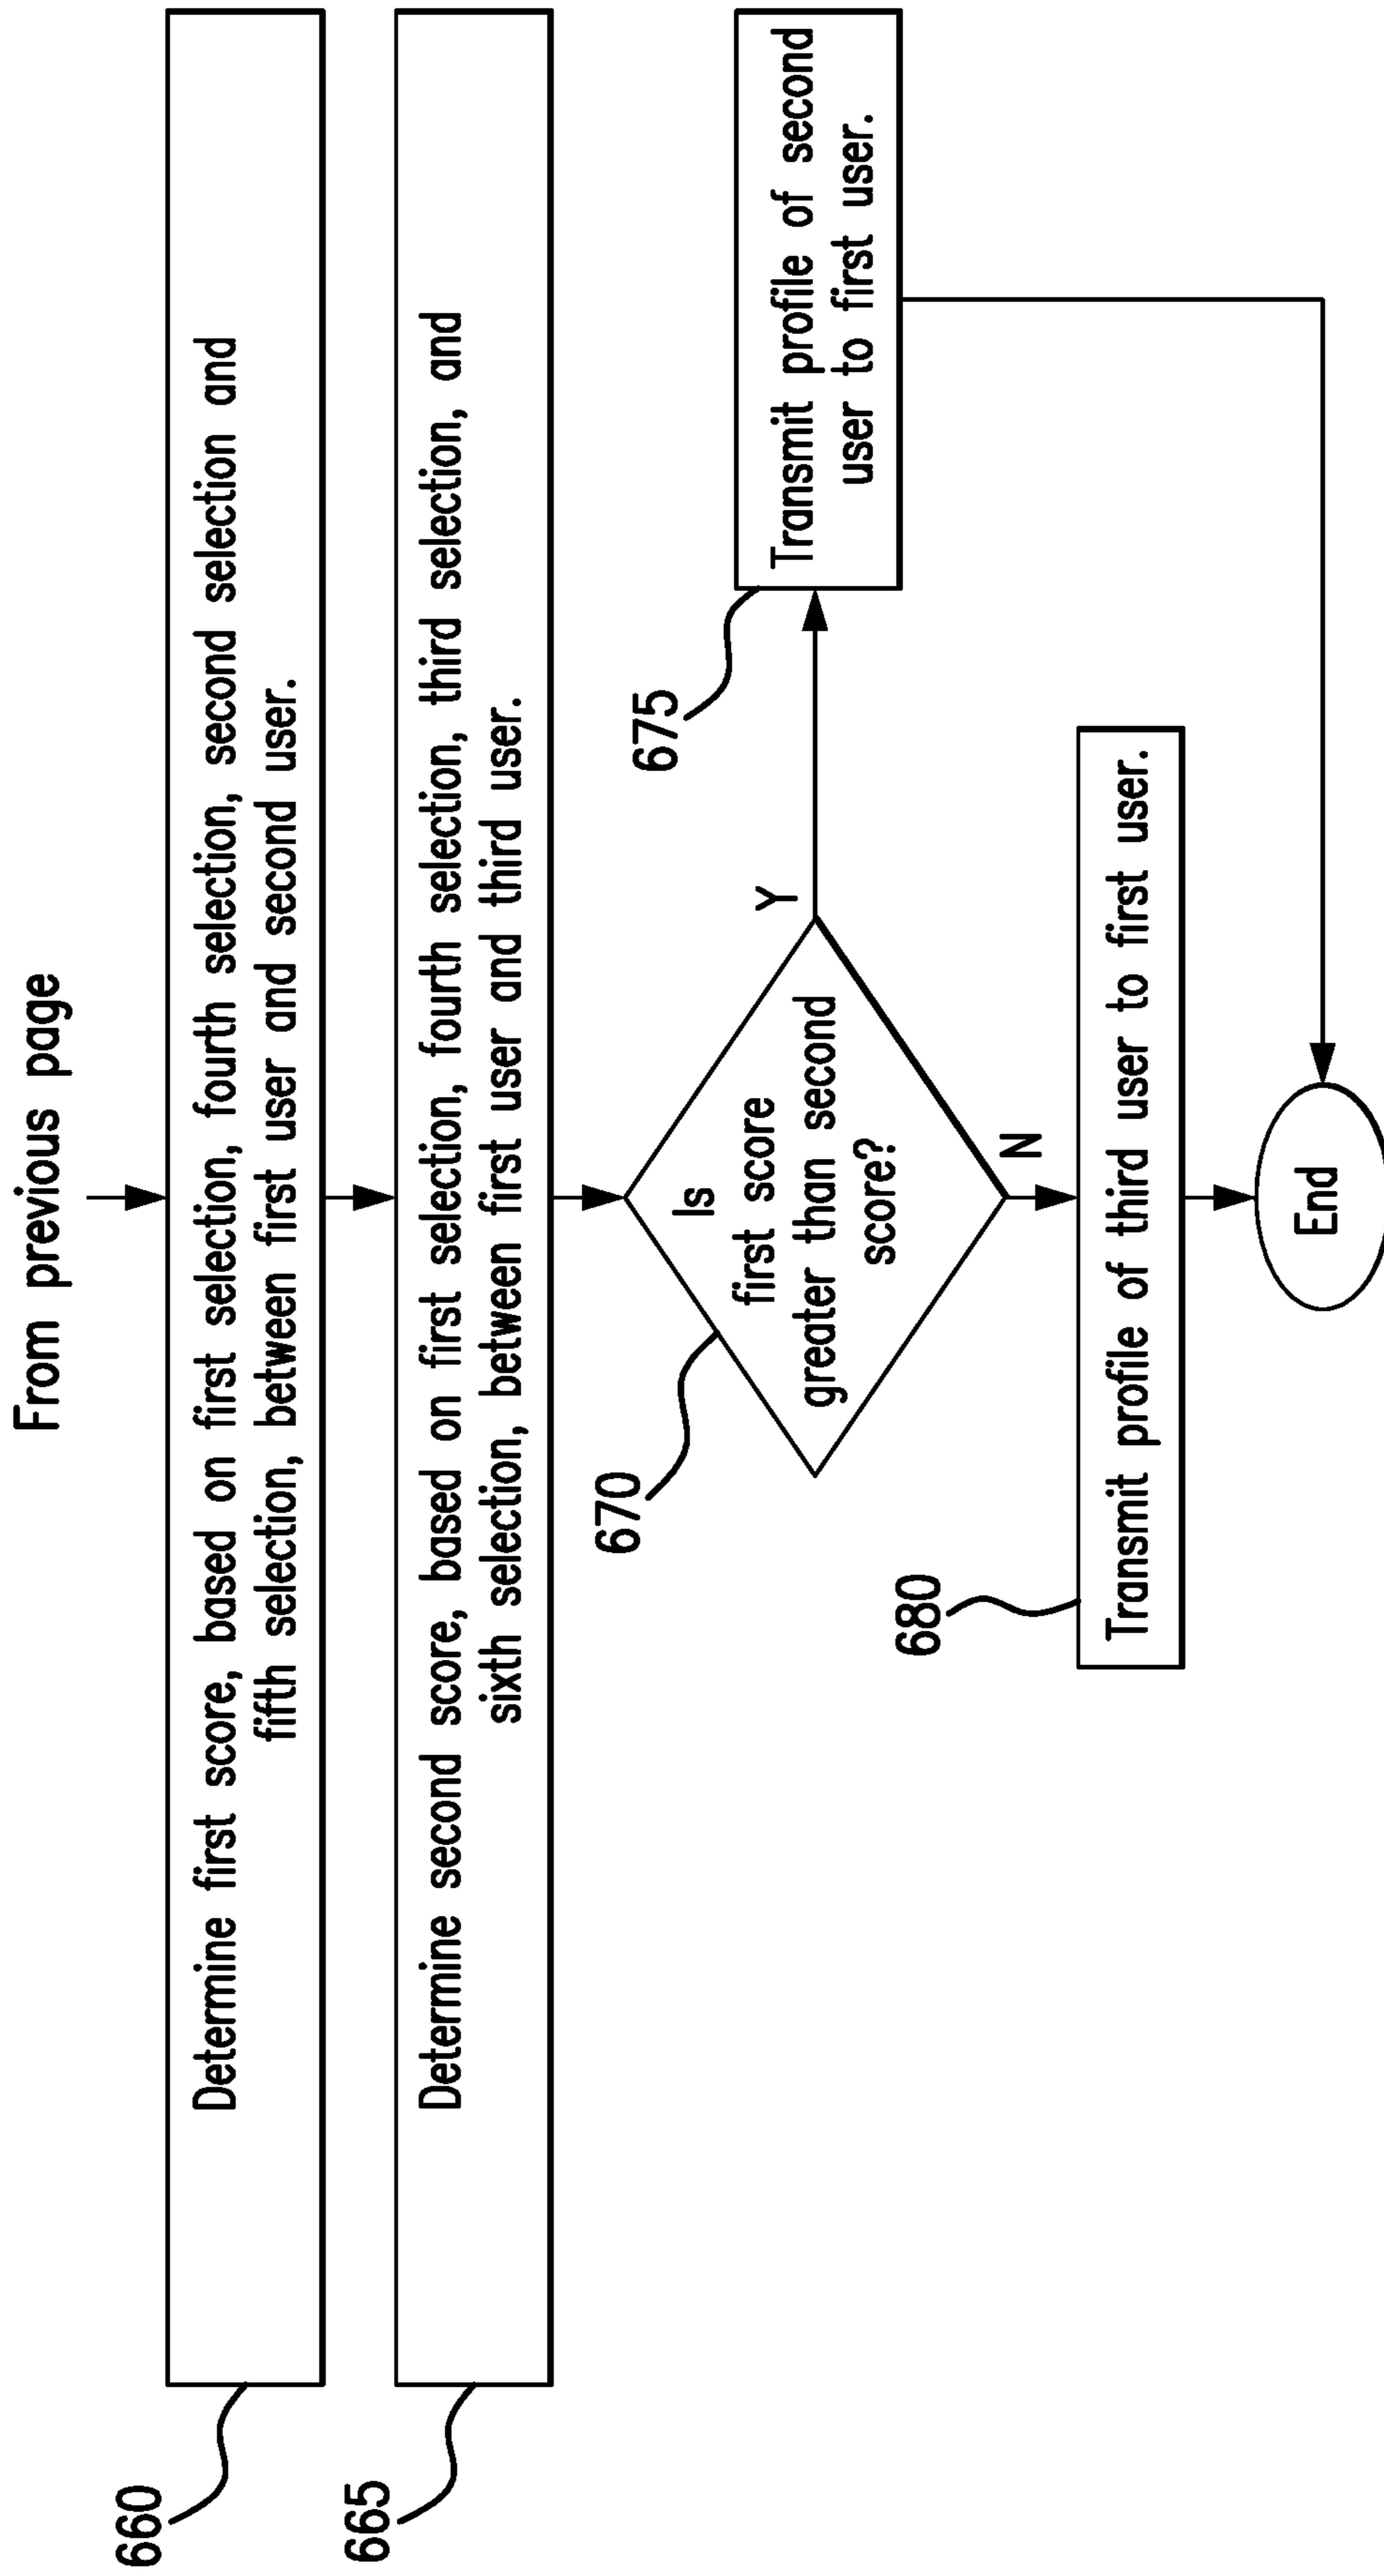 From previous page
660
Determine first score, based on first selection, fourth selection, second selection and
fifth selection, between first user and second user.
665
Determine second score, based on first selection, fourth selection, third selection, and
sixth selection, between first user and third user.
670
Is
first score
greater than second
score?
Y
675
Transmit profile of second
user to first user.
N
680
Transmit profile of third user to first user.
End